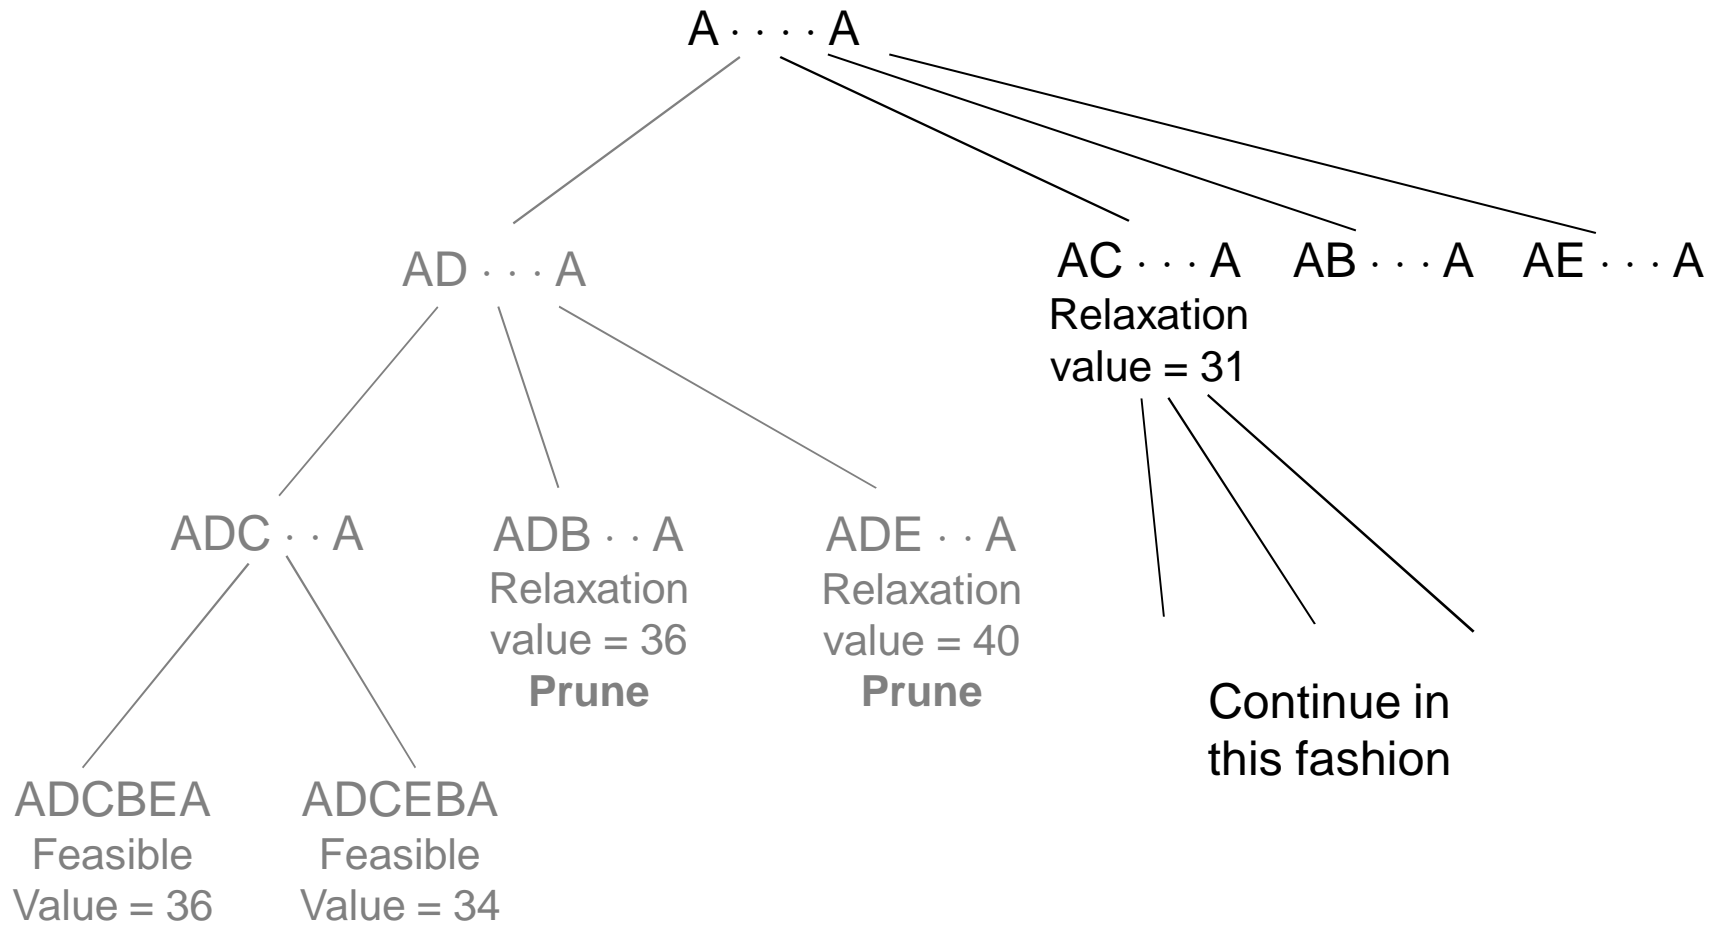 A · · · · A
AD · · · A
AC · · · A
Relaxation
value = 31
AB · · · A
AE · · · A
ADC · · A
ADB · · A
Relaxation
value = 36
Prune
ADE · · A
Relaxation
value = 40
Prune
Continue in
this fashion
ADCBEA
Feasible
Value = 36
ADCEBA
Feasible
Value = 34